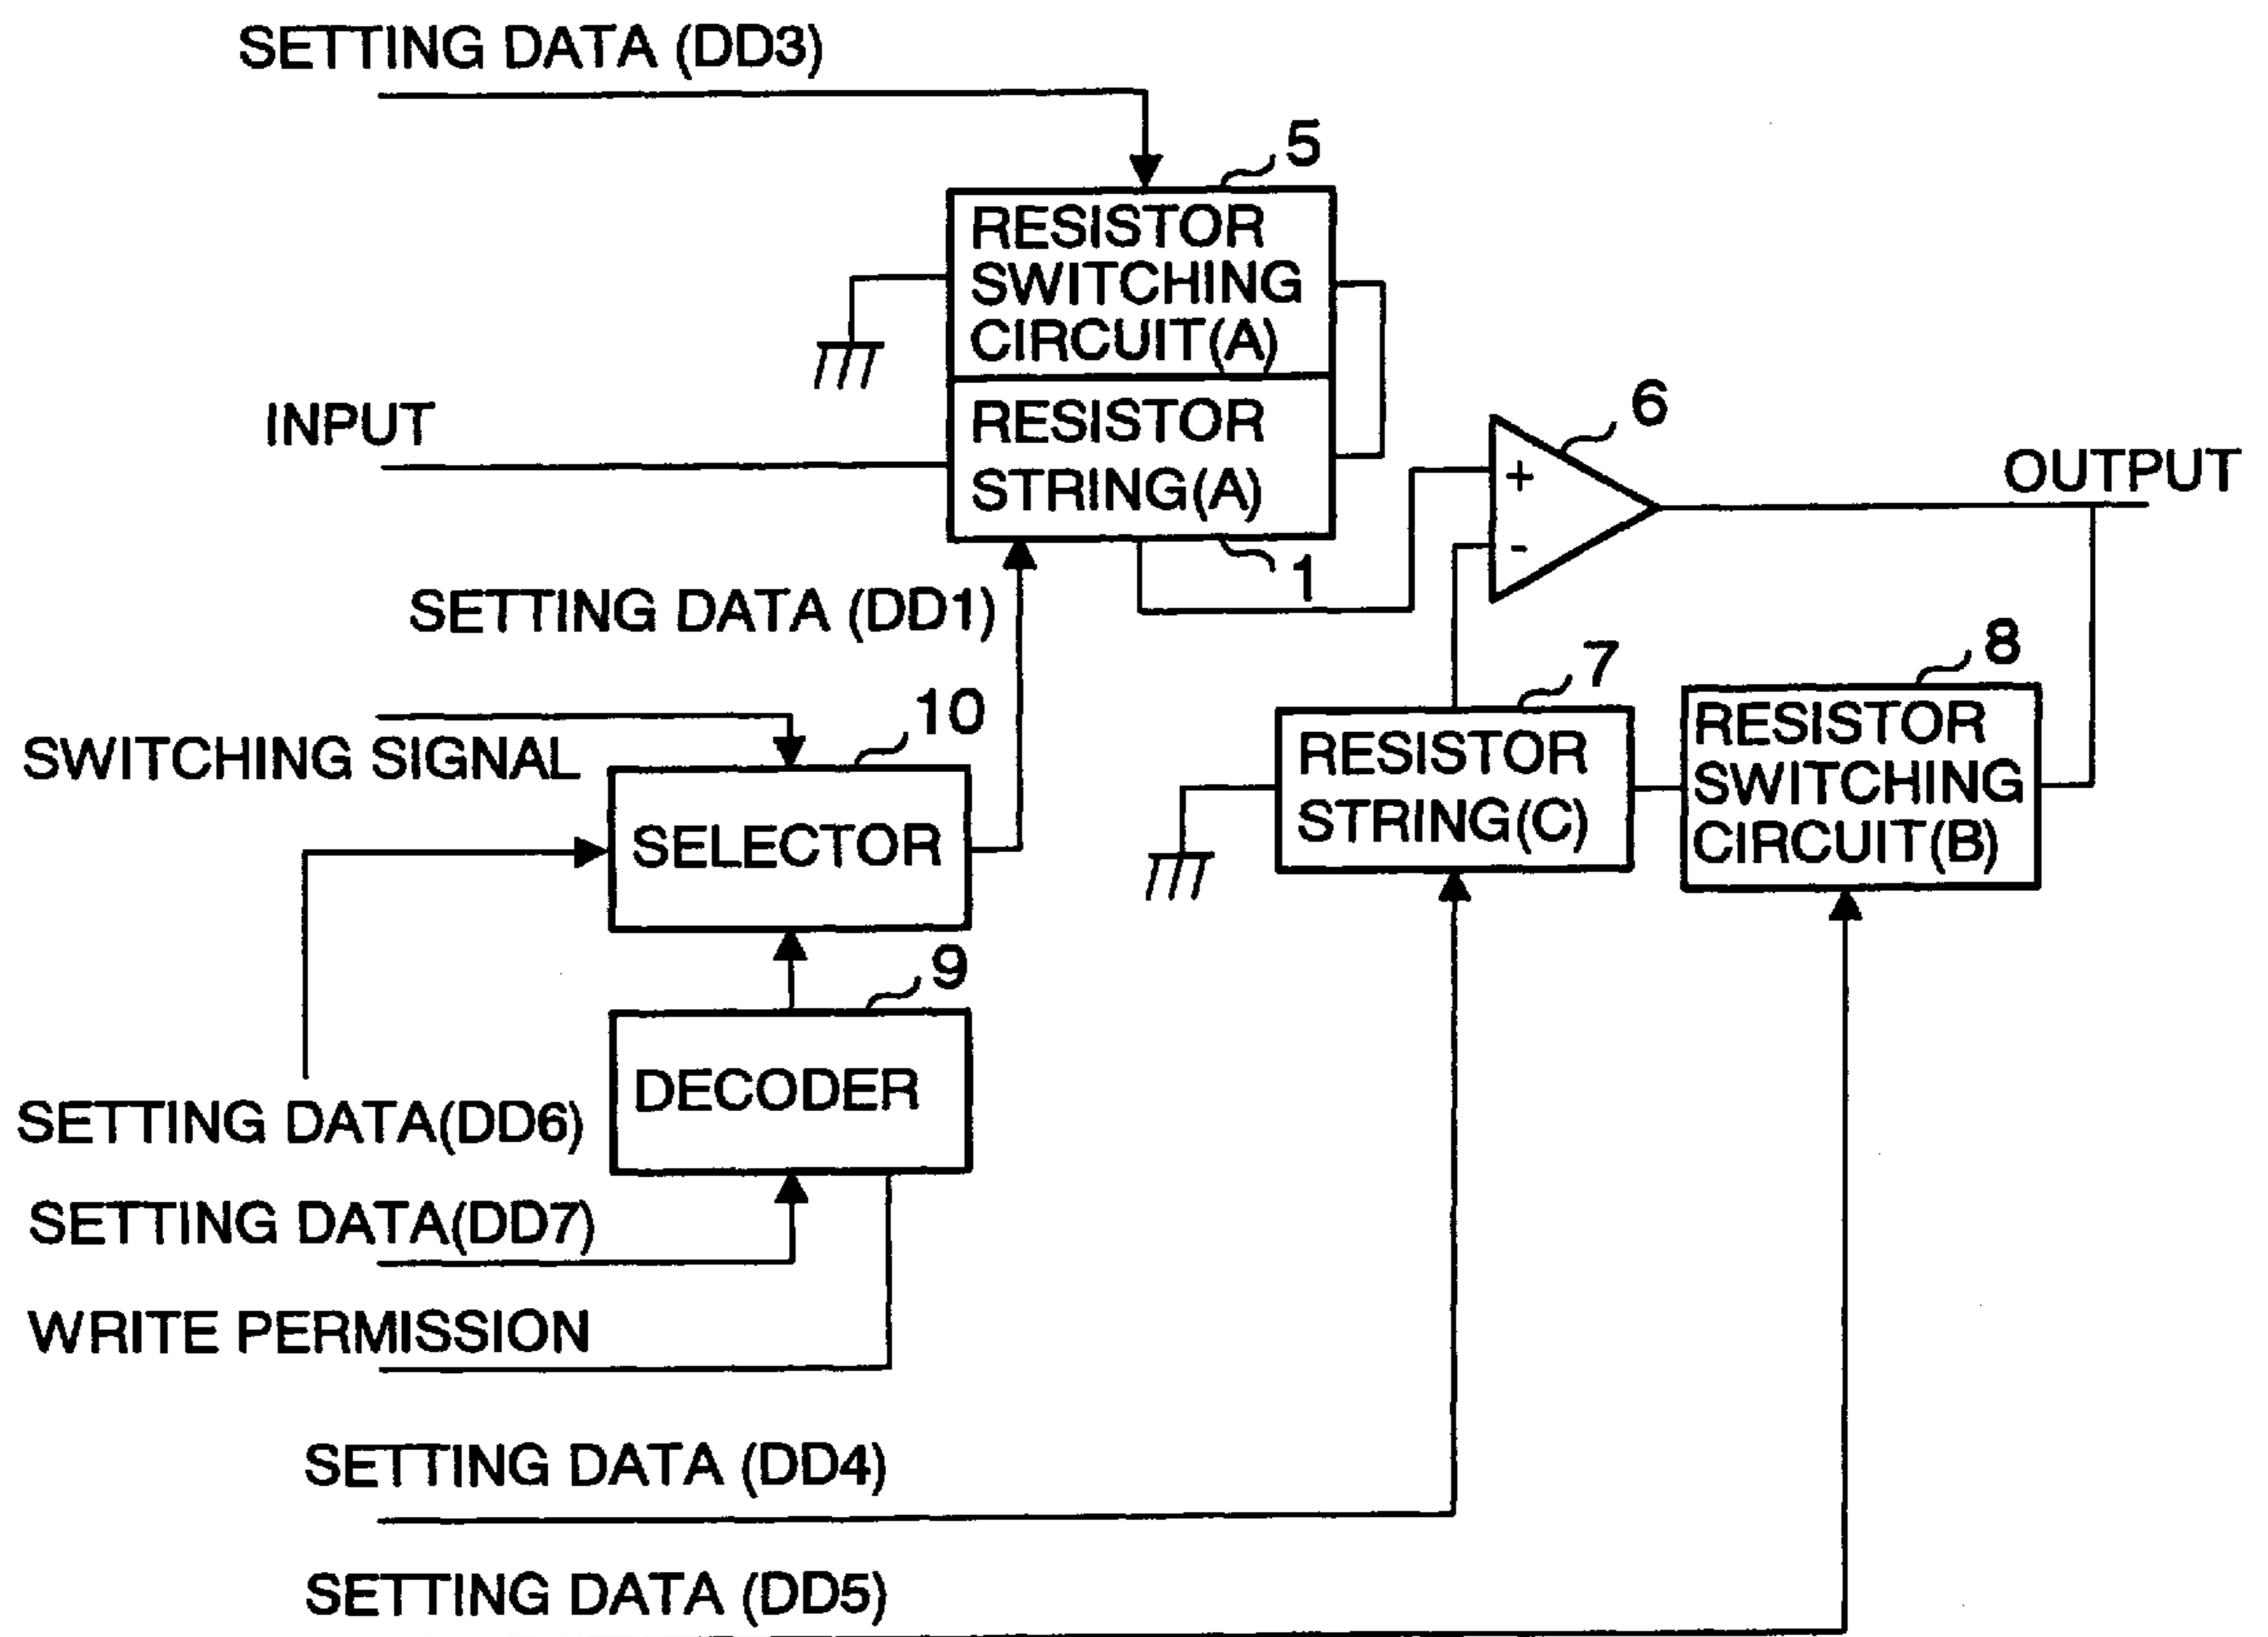 SETTING DATA (DD3)
5
RESISTOR
SWITCHING
CIRCUIT(A)
INPUT
RESISTOR
STRING(A)
1
6
+
-
OUTPUT
SETTING DATA (DD1)
10
SWITCHING SIGNAL
SELECTOR
7
RESISTOR
STRING(C)
8
RESISTOR
SWITCHING
CIRCUIT(B)
9
DECODER
SETTING DATA(DD6)
SETTING DATA(DD7)
WRITE PERMISSION
SETTING DATA (DD4)
SETTING DATA (DD5)